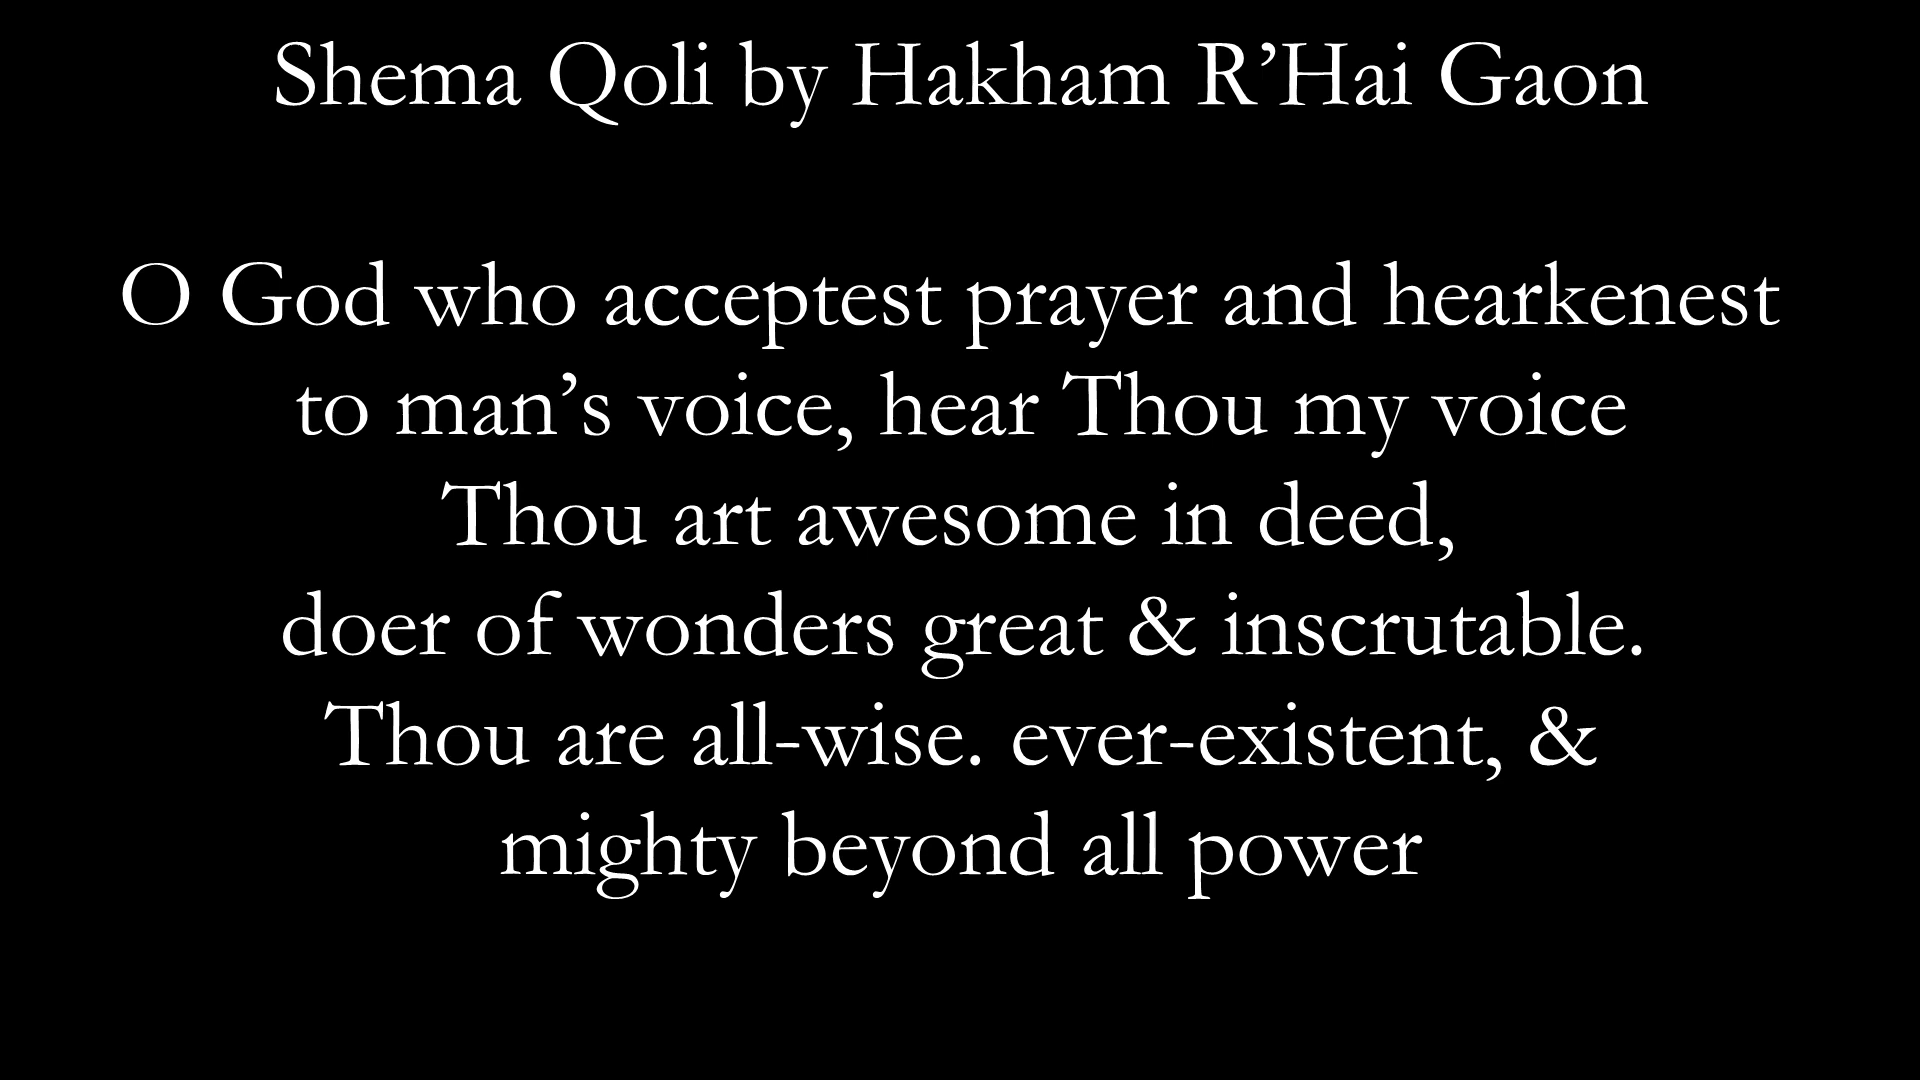 Shema Qoli by Hakham R’Hai Gaon
O God who acceptest prayer and hearkenest
to man’s voice, hear Thou my voice
Thou art awesome in deed,
doer of wonders great & inscrutable.
Thou are all-wise. ever-existent, &
mighty beyond all power